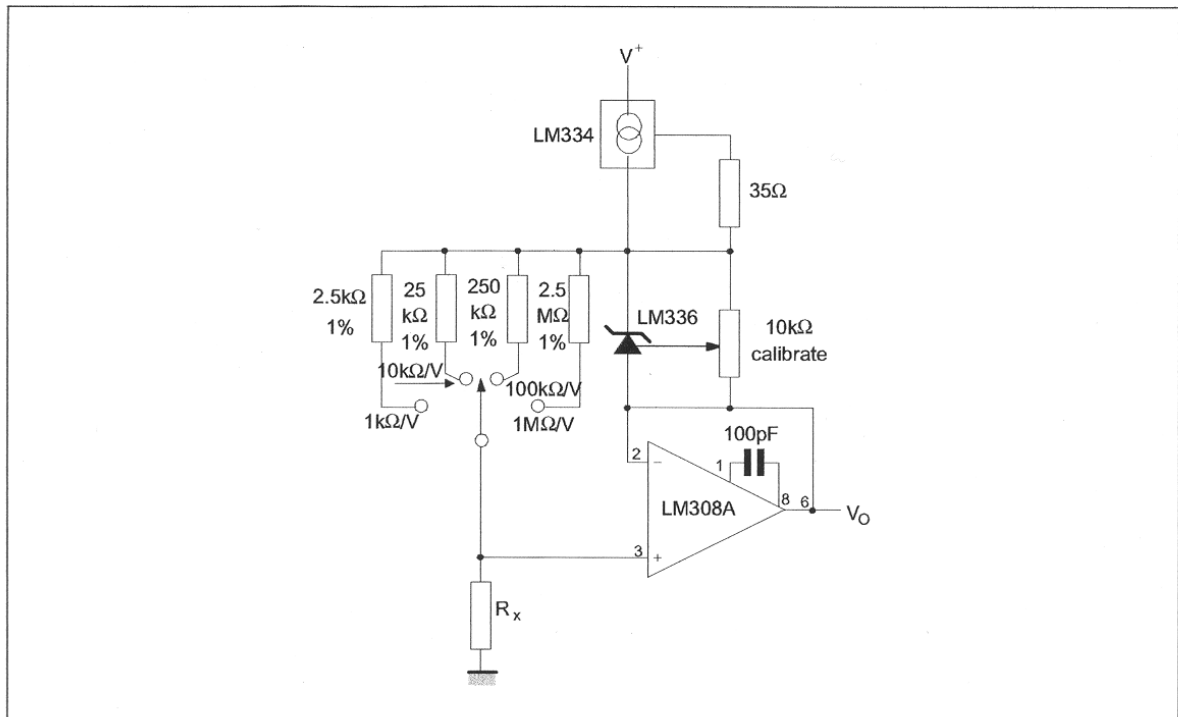 V+
LM334
35Ω
2.5kΩ
1%
25
kΩ
1%
250
kΩ
1%
2.5
MΩ
1%
LM336
10kΩ
calibrate
10kΩ/V
100kΩ/V
1kΩ/V
1MΩ/V
100pF
2
−
1
LM308A
8
6
VO
3
+
Rx